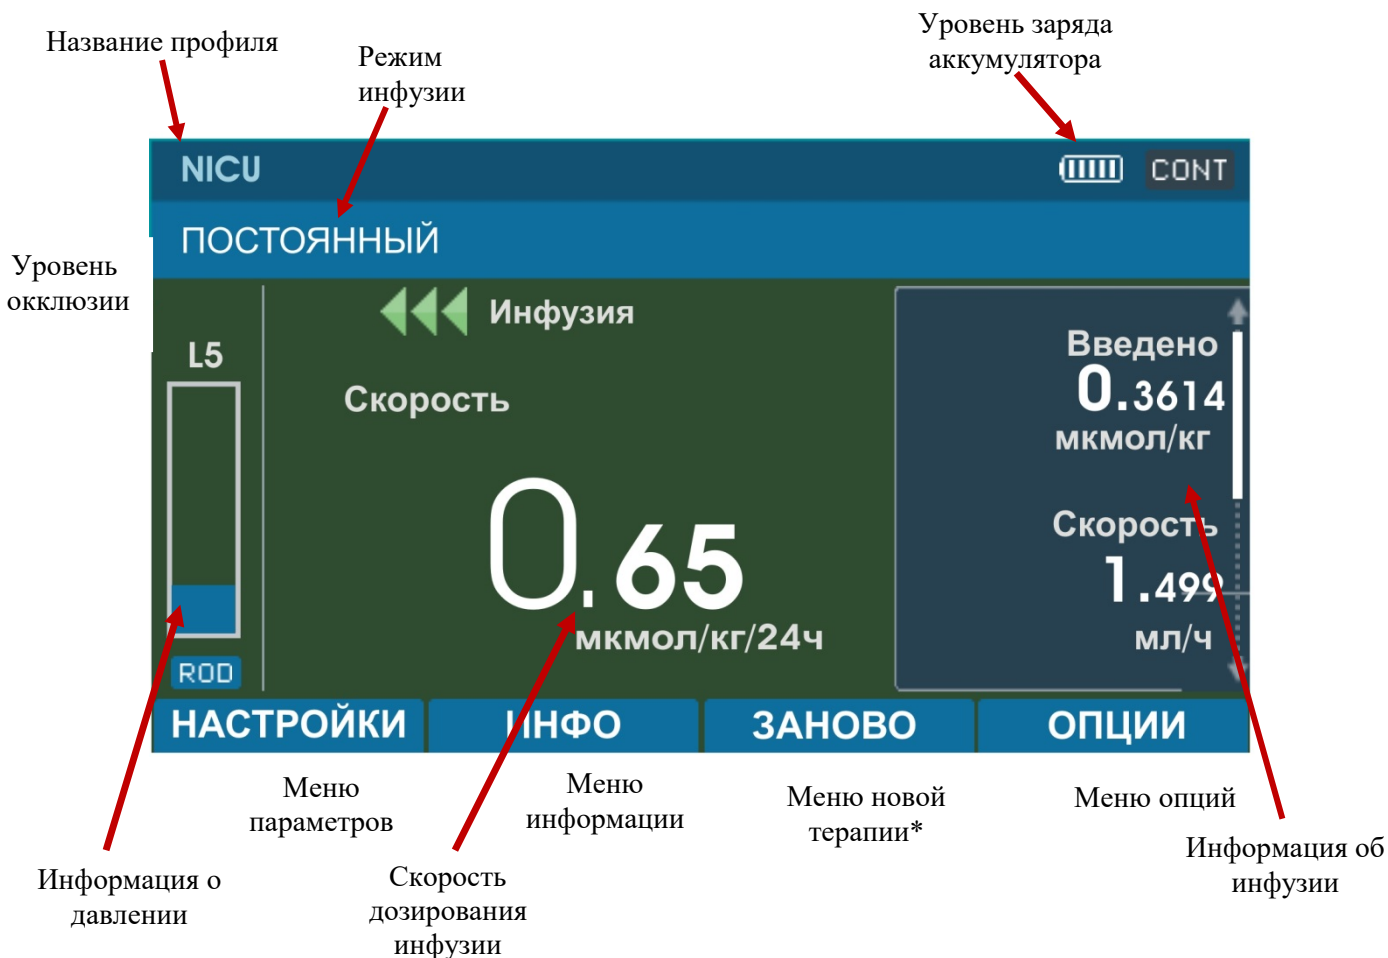 Название профиля
Режим
инфузии
Уровень заряда
аккумулятора
NICU
CONT
ПОСТОЯННЫЙ
Уровень
окклюзии
L5
Инфузия
Скорость
0.65
мкмол/кг/24ч
Введено
0.3614
мкмол/кг
Скорость
1.499
мл/ч
ROD
НАСТРОЙКИ
ИНФО
ЗАНОВО
ОПЦИИ
Меню
параметров
Меню
информации
Меню новой
терапии*
Меню опций
Информация о
давлении
Скорость
дозирования
инфузии
Информация об
инфузии